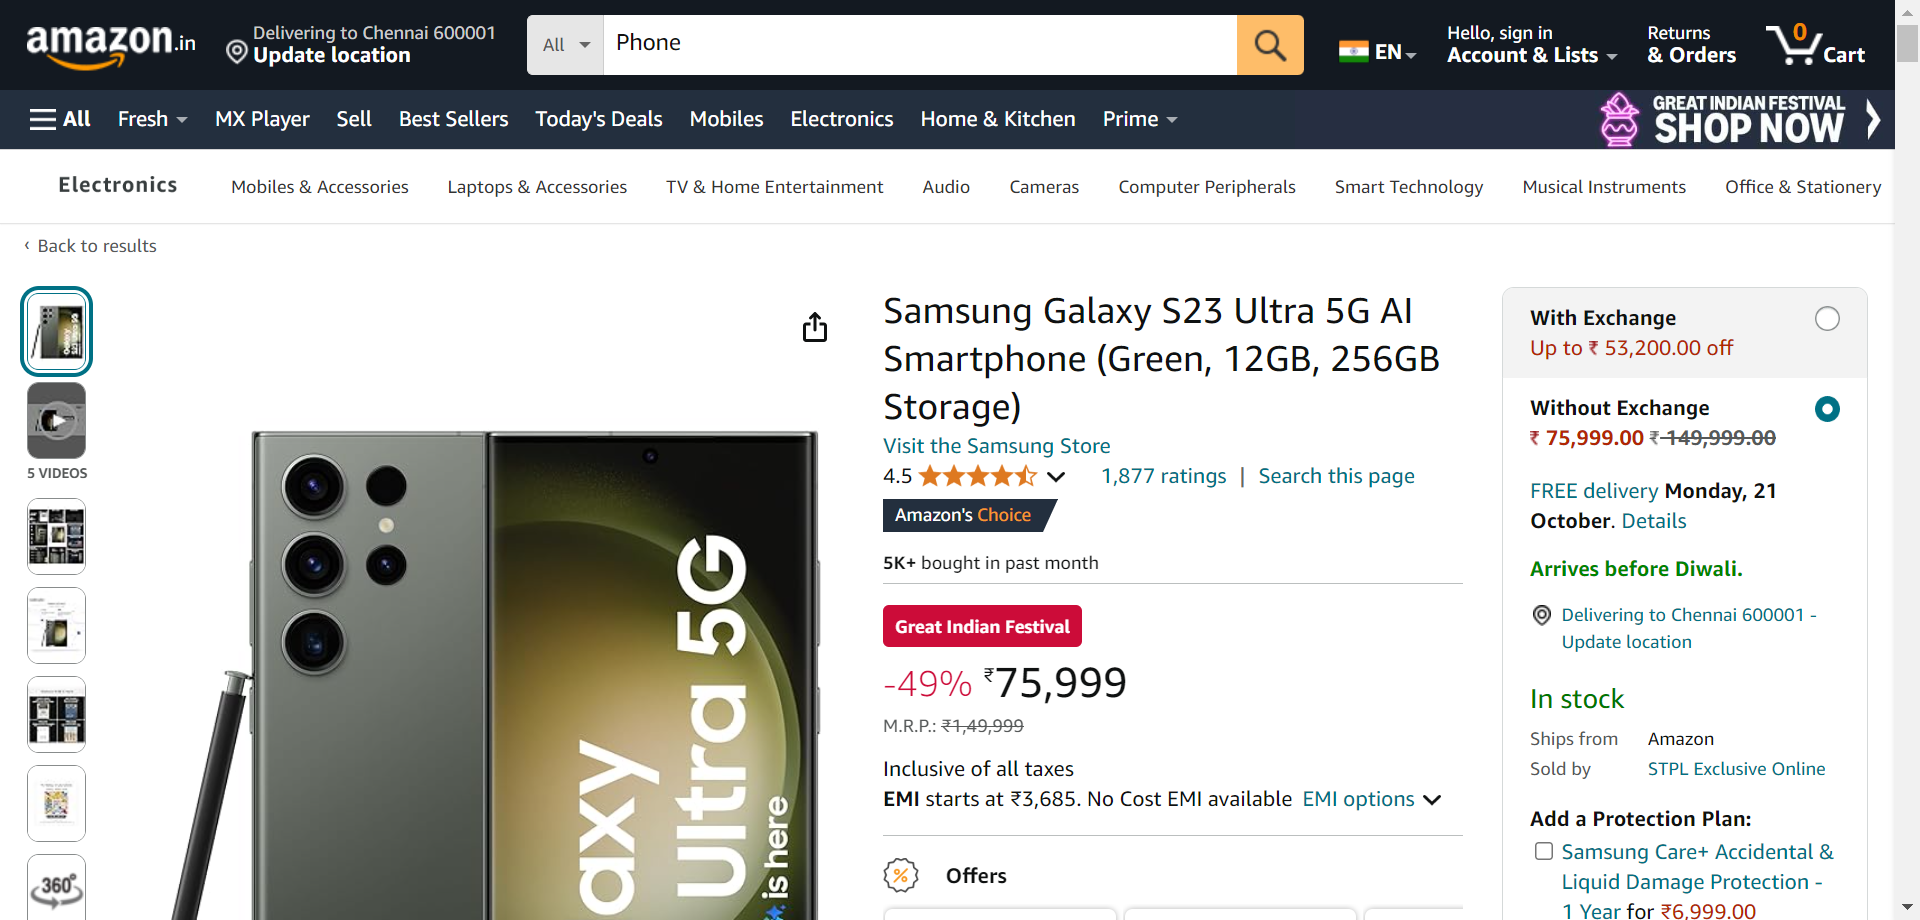 amazon.in
Delivering to Chennai 600001
Update location
All
Phone
EN
Hello, sign in
Account & Lists
Returns
& Orders
0
Cart
All
Fresh
MX Player
Sell
Best Sellers
Today's Deals
Mobiles
Electronics
Home & Kitchen
Prime
GREAT INDIAN FESTIVAL
SHOP NOW
Electronics
Mobiles & Accessories
Laptops & Accessories
TV & Home Entertainment
Audio
Cameras
Computer Peripherals
Smart Technology
Musical Instruments
Office & Stationery
‹ Back to results
5 VIDEOS
360°
axy
Ultra 5G
is here
Samsung Galaxy S23 Ultra 5G AI
Smartphone (Green, 12GB, 256GB
Storage)
Visit the Samsung Store
4.5
1,877 ratings | Search this page
Amazon's Choice
5K+ bought in past month
Great Indian Festival
-49% ₹75,999
M.R.P.: ₹1,49,999
Inclusive of all taxes
EMI starts at ₹3,685. No Cost EMI available EMI options
% Offers
With Exchange
Up to ₹ 53,200.00 off
Without Exchange
₹ 75,999.00 ₹ 149,999.00
FREE delivery Monday, 21
October. Details
Arrives before Diwali.
Delivering to Chennai 600001 -
Update location
In stock
Ships from Amazon
Sold by STPL Exclusive Online
Add a Protection Plan:
Samsung Care+ Accidental &
Liquid Damage Protection -
1 Year for ₹6,999.00